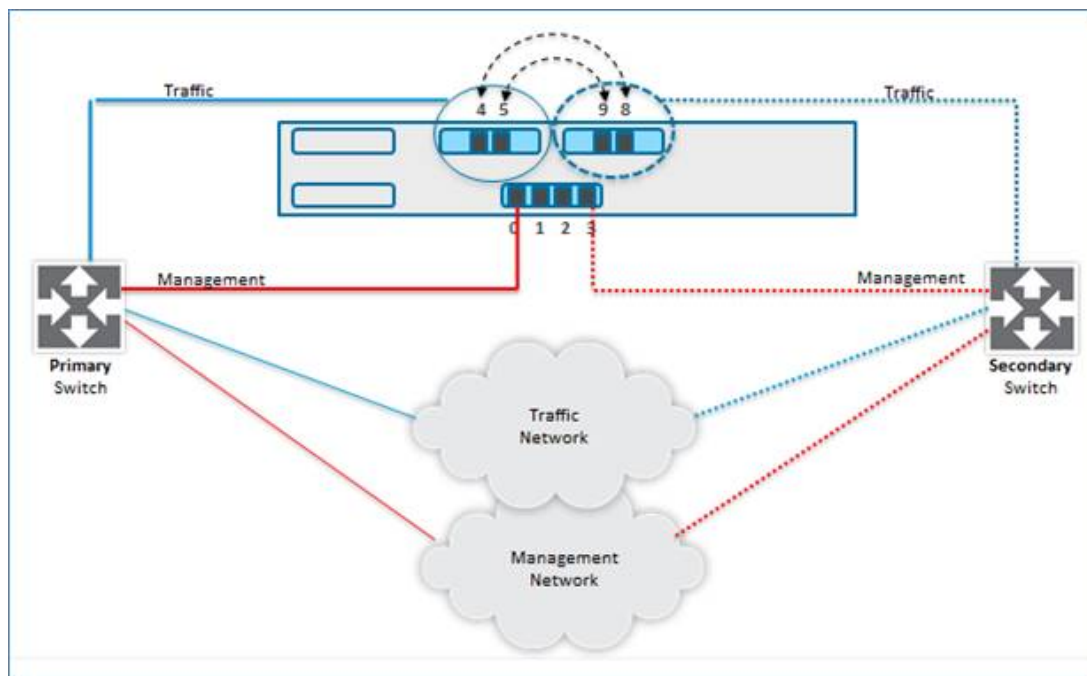 Traffic
Traffic
4 5
9 8
0 1 2 3
Management
Management
Primary
Switch
Secondary
Switch
Traffic
Network
Management
Network